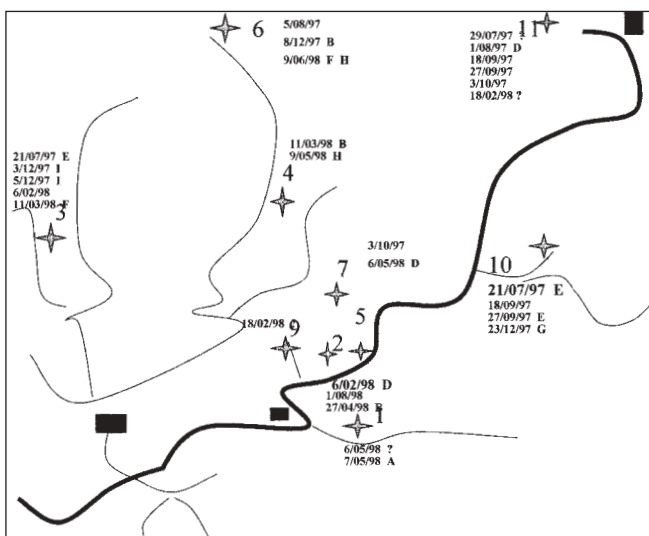 6
5/08/97
8/12/97 B
9/06/98 F H
11
29/07/97 ?
1/08/97 D
18/09/97
27/09/97
3/10/97
18/02/98 ?
11/03/98 B
9/05/98 H
4
21/07/97 E
3/12/97 I
5/12/97 I
6/02/98
11/03/98 F
3
3/10/97
6/05/98 D
7
10
21/07/97 E
18/09/97
27/09/97 E
23/12/97 G
18/02/98
9
2
5
6/02/98 D
1/08/98
27/04/98 B
1
6/05/98 ?
7/05/98 A